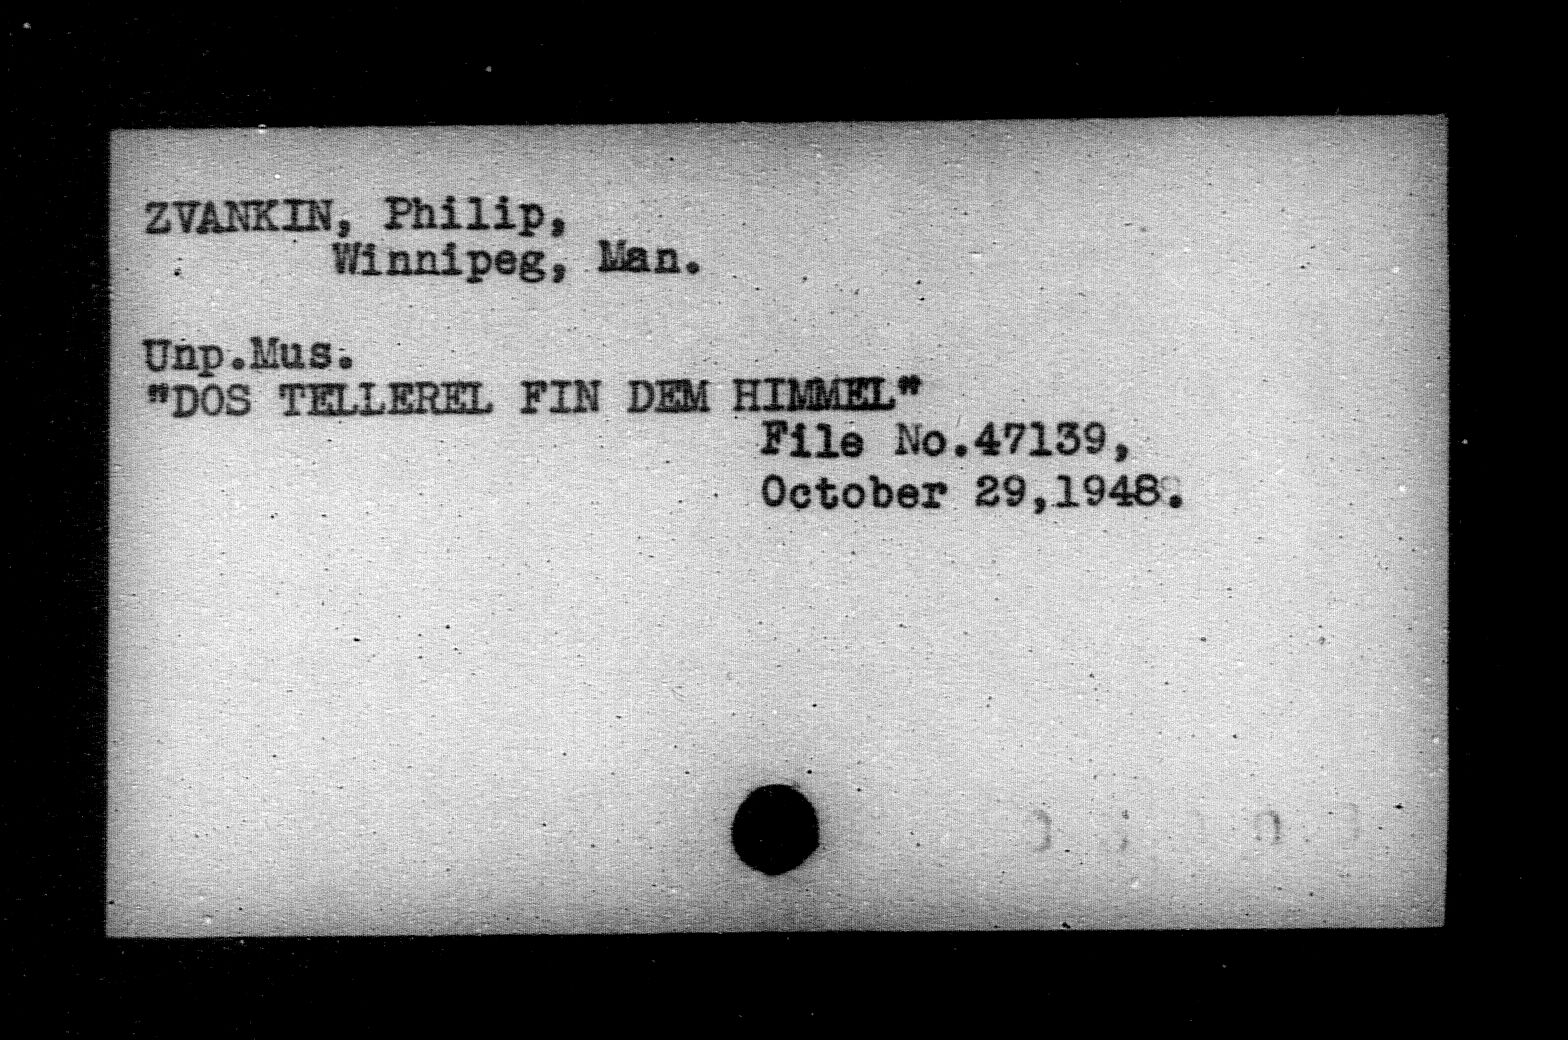 ZVANKIN, Philip,
Winnipeg, Man.
Unp.Mus.
"DOS TELLEREL FIN DEM HIMMEL"
File No.47139,
October 29,1948.